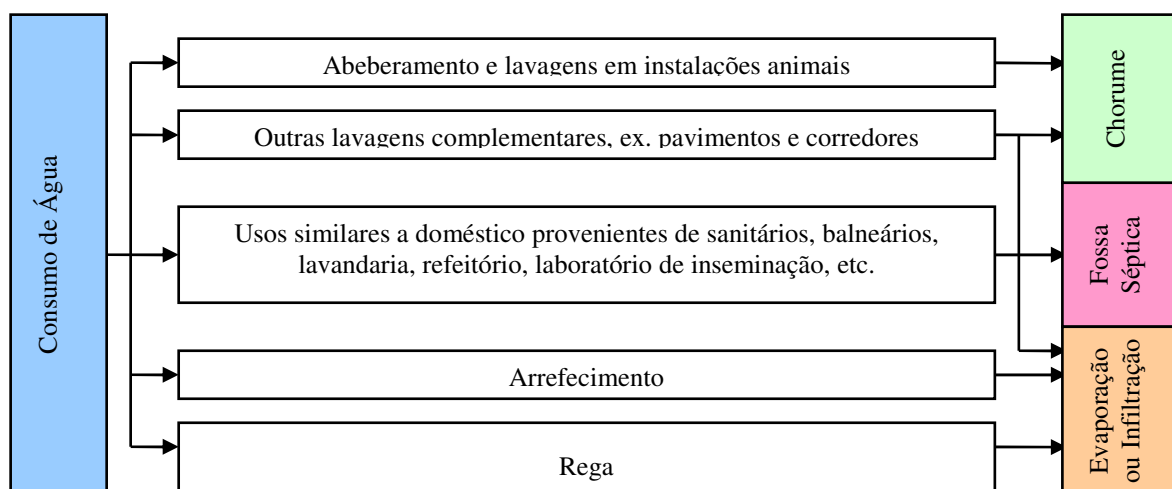 Consumo de Água
Abeberamento e lavagens em instalações animais
Outras lavagens complementares, ex. pavimentos e corredores
Usos similares a doméstico provenientes de sanitários, balneários,
lavandaria, refeitório, laboratório de inseminação, etc.
Arrefecimento
Rega
Chorume
Fossa
Séptica
Evaporação
ou Infiltração